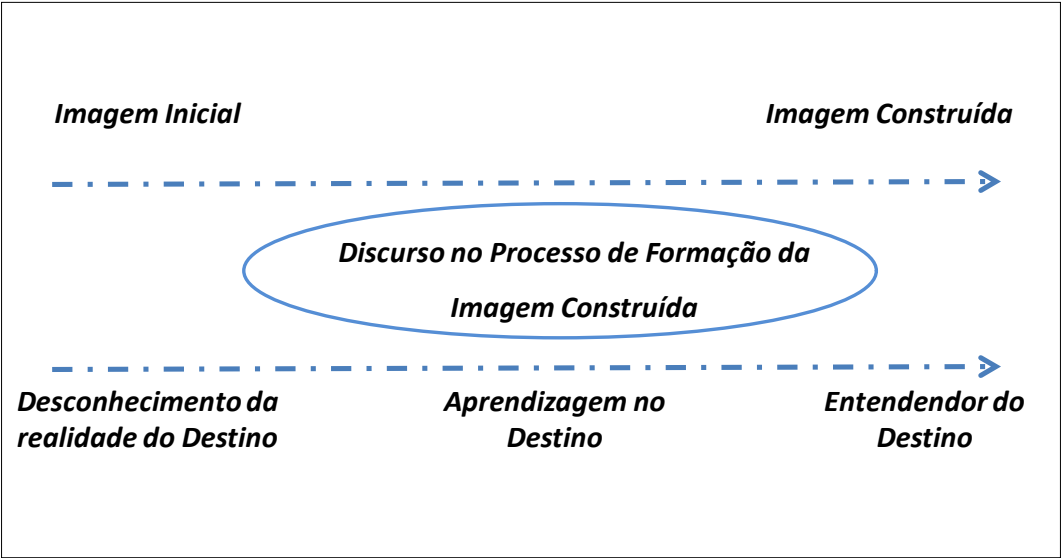 Imagem Inicial
Imagem Construída
Discurso no Processo de Formação da
Imagem Construída
Desconhecimento da
realidade do Destino
Aprendizagem no
Destino
Entendendor do
Destino